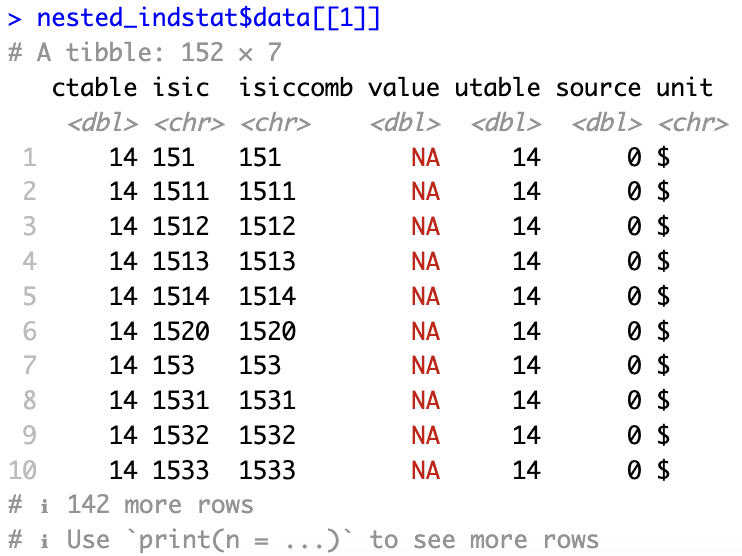 > nested_indstat$data[[1]]
# A tibble: 152 × 7
   ctable isic  isiccomb value utable source unit
    <dbl> <chr> <chr>    <dbl>  <dbl>  <dbl> <chr>
 1     14 151   151         NA     14      0 $
 2     14 1511  1511        NA     14      0 $
 3     14 1512  1512        NA     14      0 $
 4     14 1513  1513        NA     14      0 $
 5     14 1514  1514        NA     14      0 $
 6     14 1520  1520        NA     14      0 $
 7     14 153   153         NA     14      0 $
 8     14 1531  1531        NA     14      0 $
 9     14 1532  1532        NA     14      0 $
10     14 1533  1533        NA     14      0 $
# ℹ 142 more rows
# ℹ Use `print(n = ...)` to see more rows